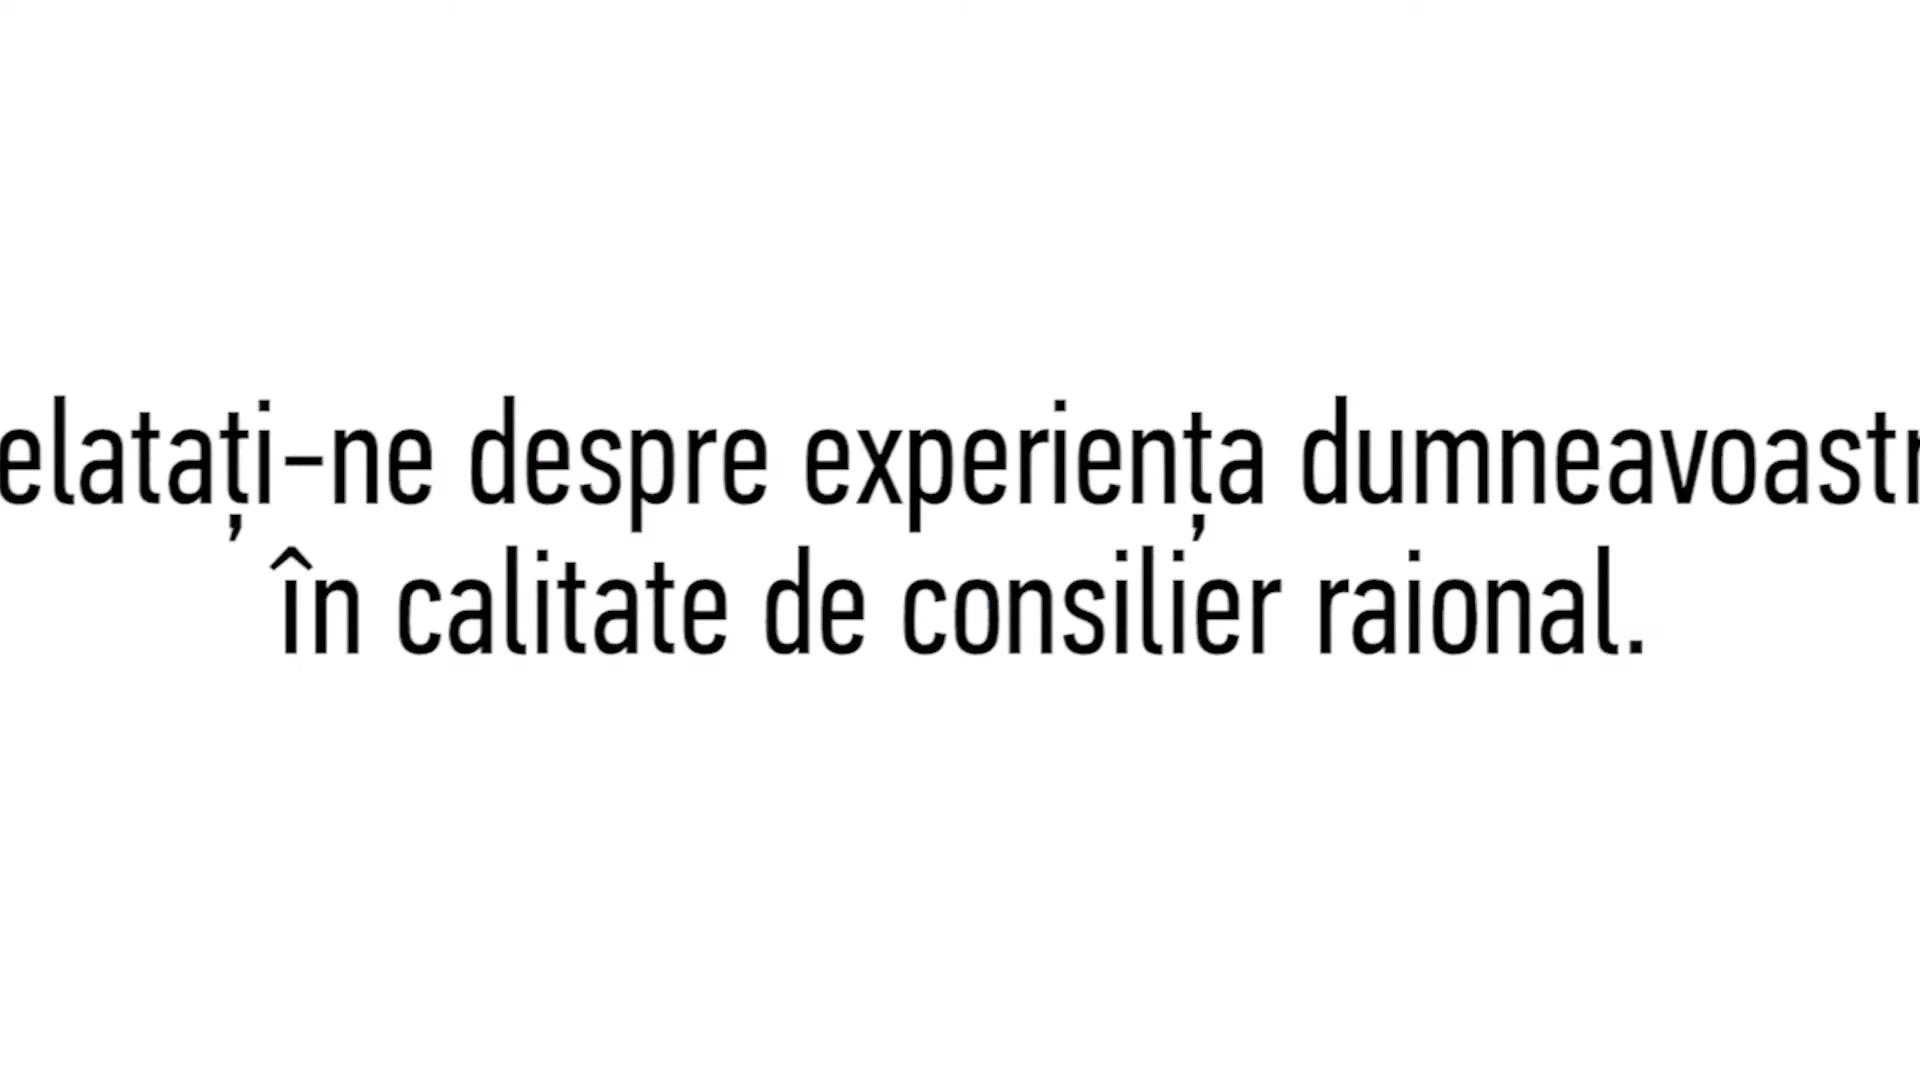 elatați-ne despre experiența dumneavoastr
în calitate de consilier raional.